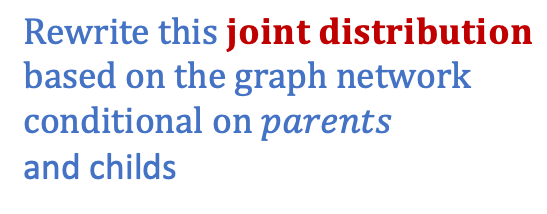 Rewrite this joint distribution
based on the graph network
conditional on parents
and childs